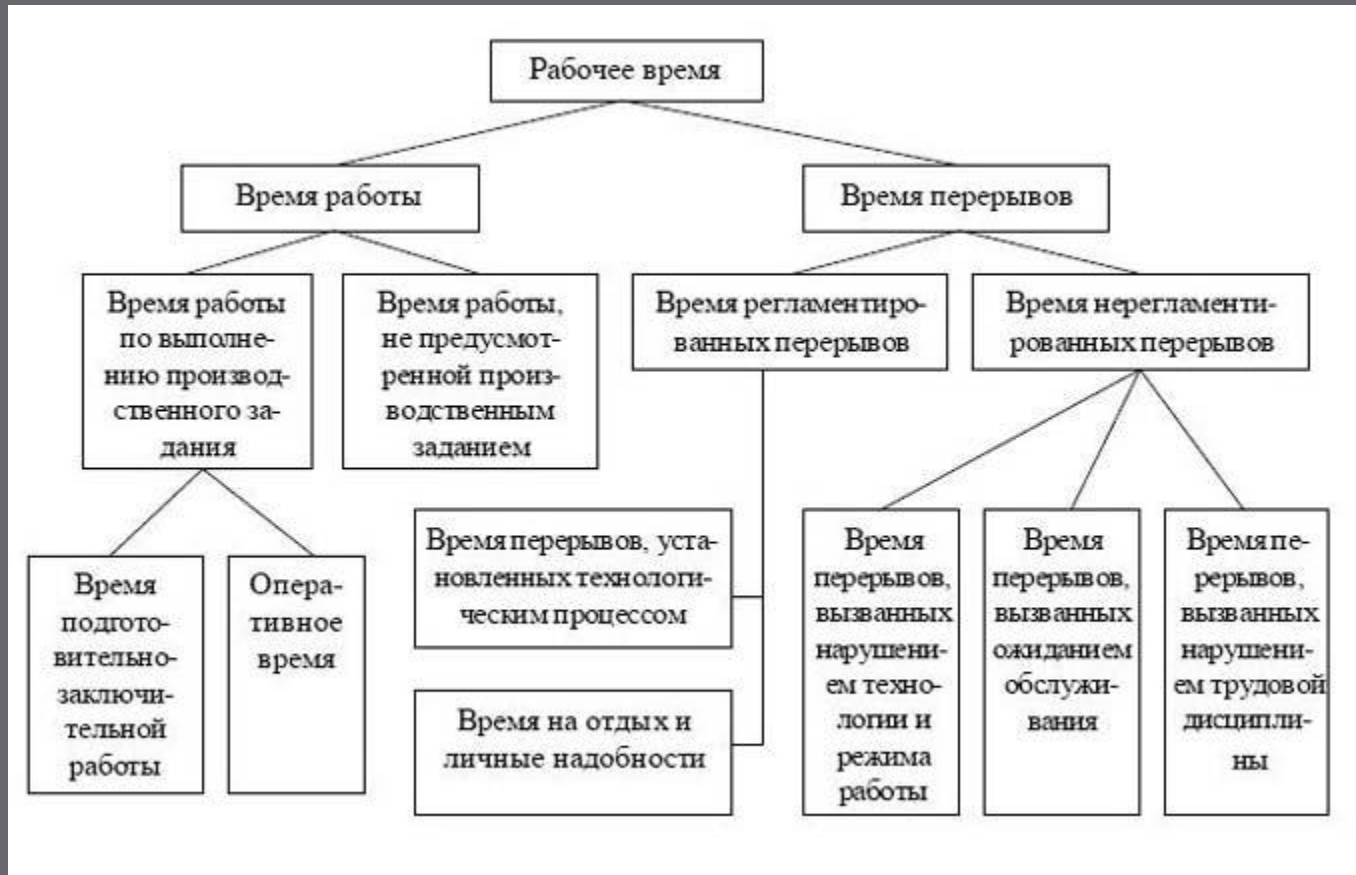 Рабочее время
Время работы
Время перерывов
Время работы
по выполне-
нию производ-
ственного за-
дания
Время работы,
не предусмот-
ренной произ-
водственным
заданием
Время регламентиро-
ванных перерывов
Время нерегламенти-
рованных перерывов
Время
подгото-
вительно-
заключи-
тельной
работы
Опера-
тивное
время
Время перерывов, уста-
новленных технологи-
ческим процессом
Время на отдых и
личные надобности
Время
перерывов,
вызванных
нарушени-
ем техно-
логии и
режима
работы
Время
перерывов,
вызванных
ожиданием
обслужи-
вания
Время пе-
рерывов,
вызванных
нарушени-
ем трудовой
дисципли-
ны